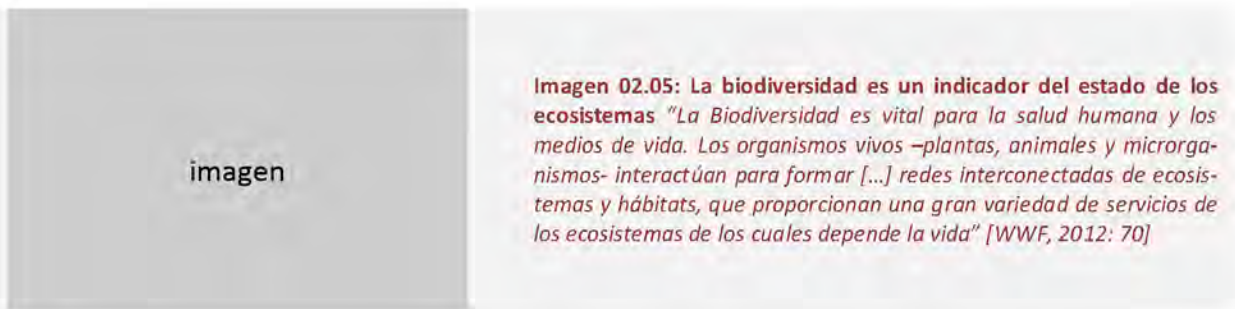 imagen
Imagen 02.05: La biodiversidad es un indicador del estado de los
ecosistemas "La Biodiversidad es vital para la salud humana y los
medios de vida. Los organismos vivos –plantas, animales y microrga-
nismos- interactúan para formar [...] redes interconectadas de ecosis-
temas y hábitats, que proporcionan una gran variedad de servicios de
los ecosistemas de los cuales depende la vida" [WWF, 2012: 70]